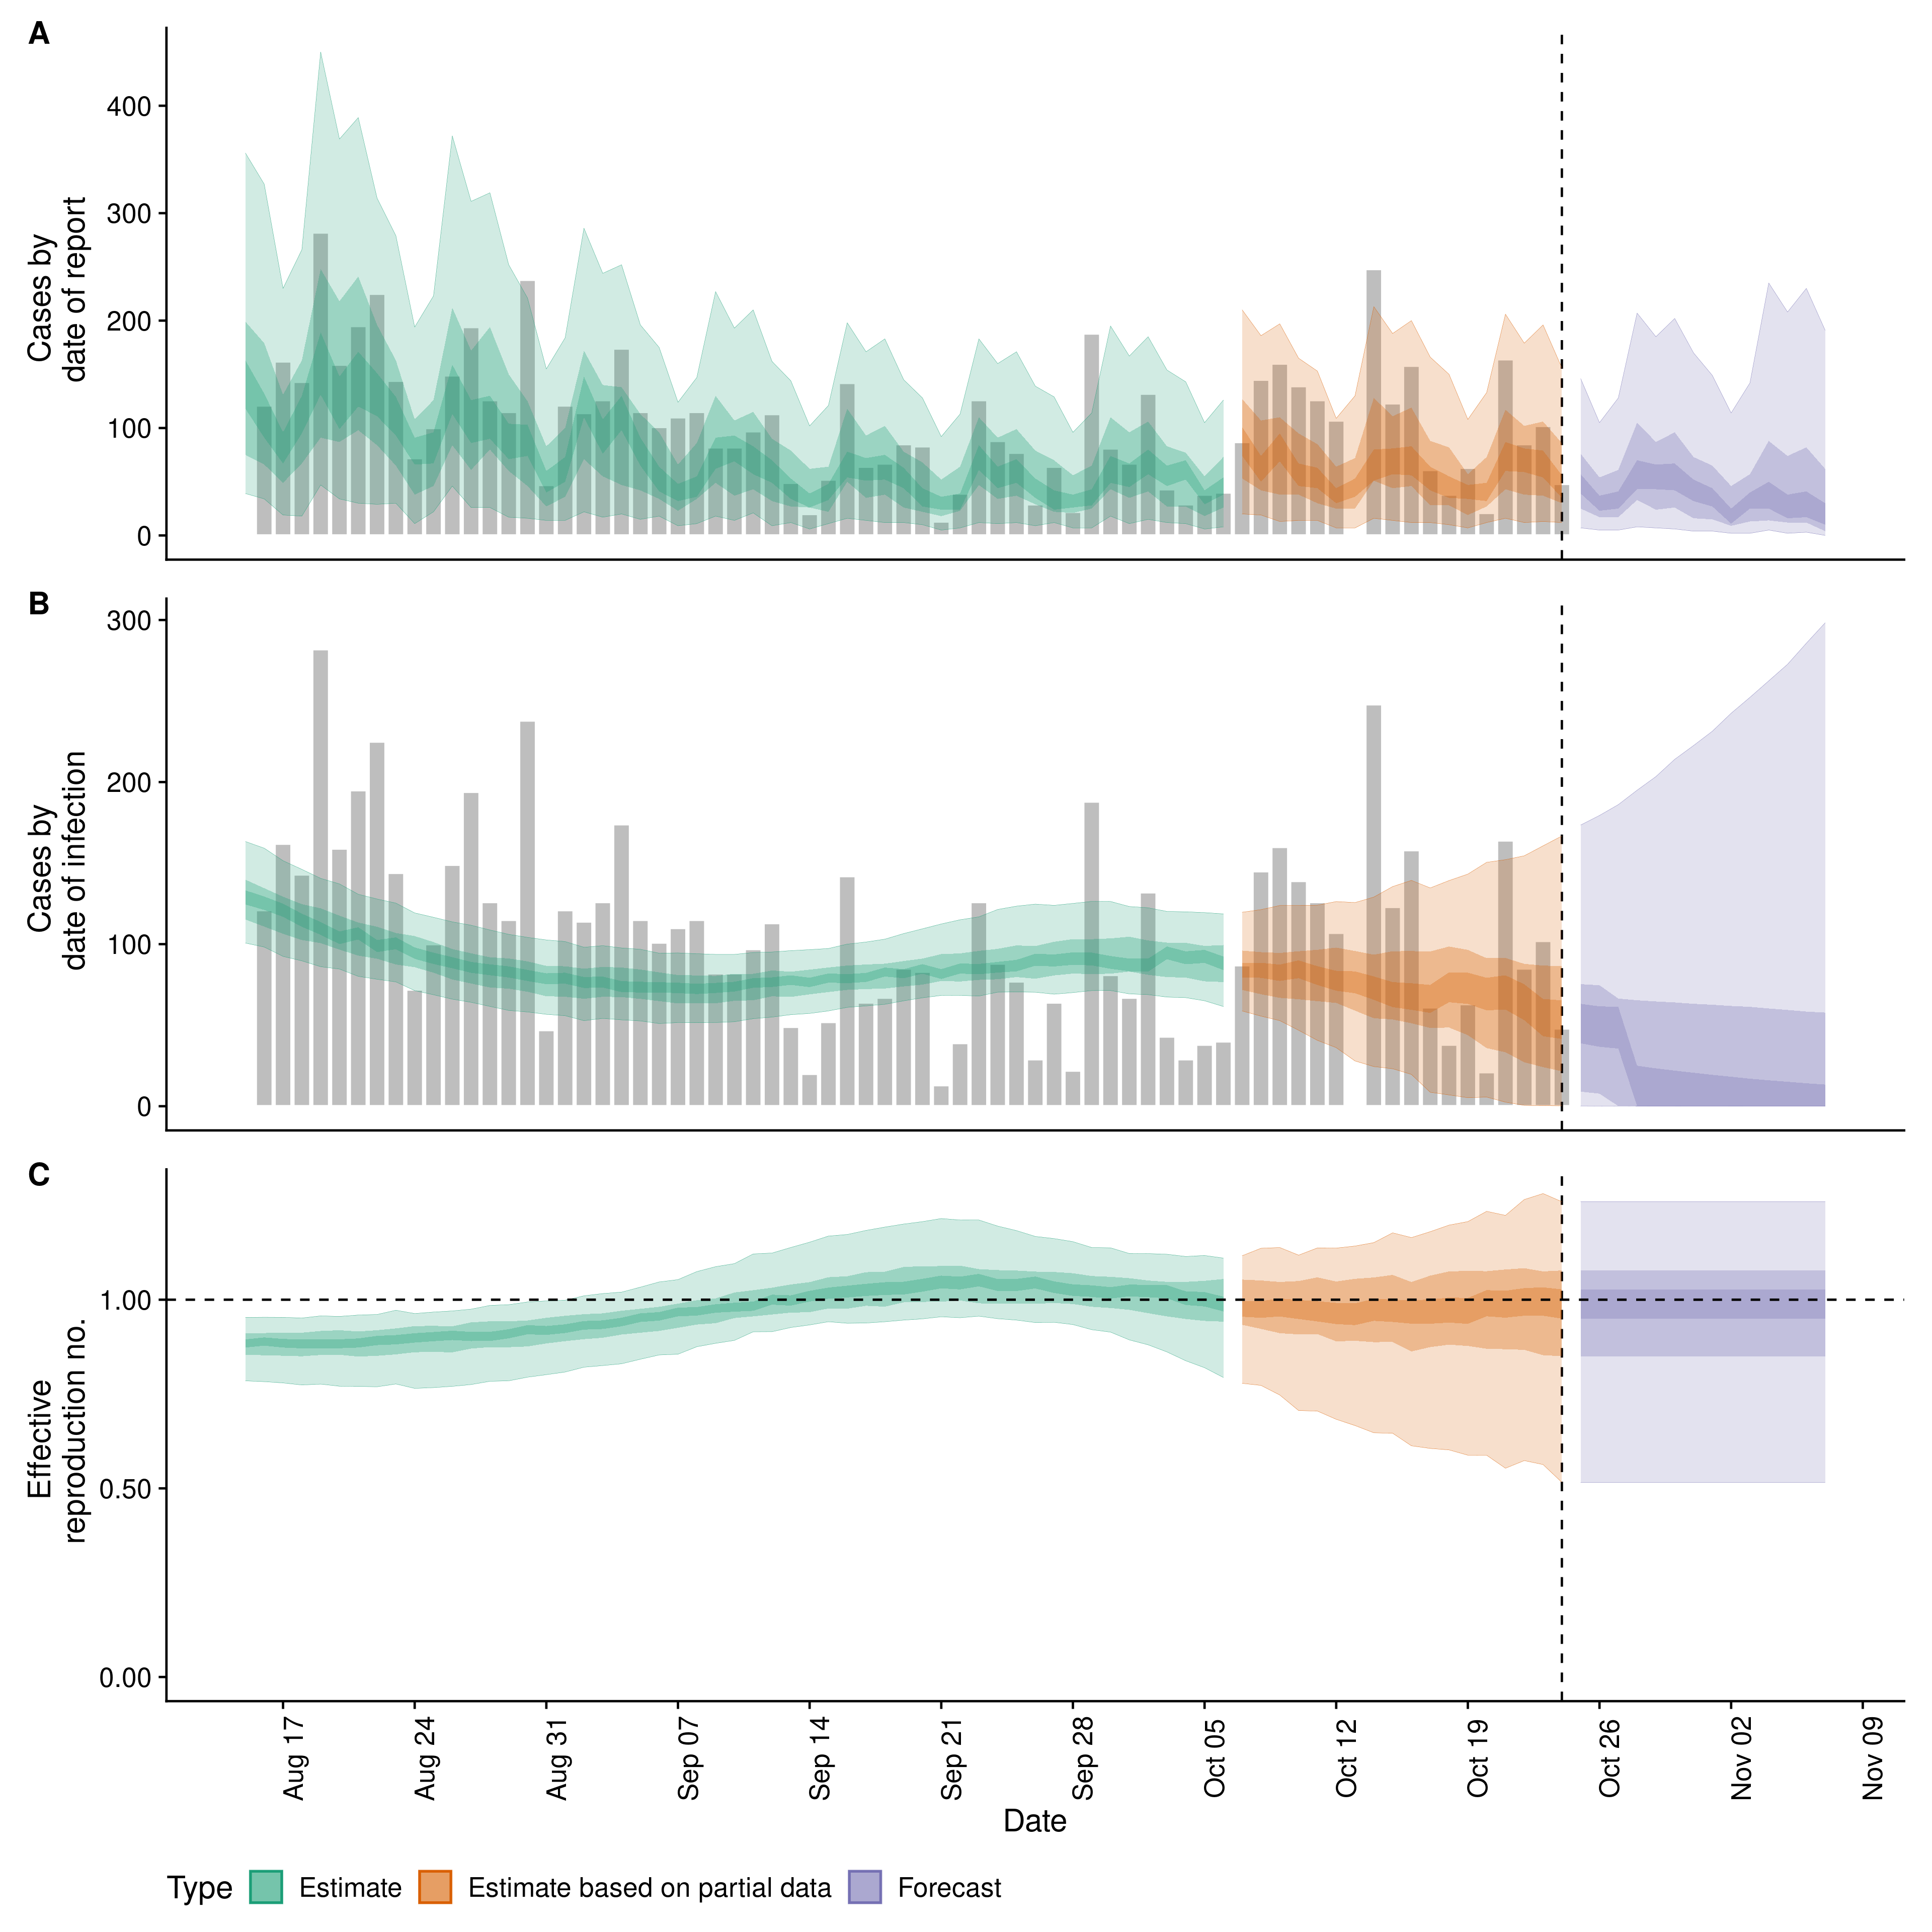 A
Cases by
date of report
400
300
200
100
0
B
Cases by
date of infection
300
200
100
0
C
Effective
reproduction no.
1.00
0.50
0.00
Aug 17
Aug 24
Aug 31
Sep 07
Sep 14
Sep 21
Sep 28
Oct 05
Oct 12
Oct 19
Oct 26
Nov 02
Nov 09
Date
Type Estimate Estimate based on partial data Forecast